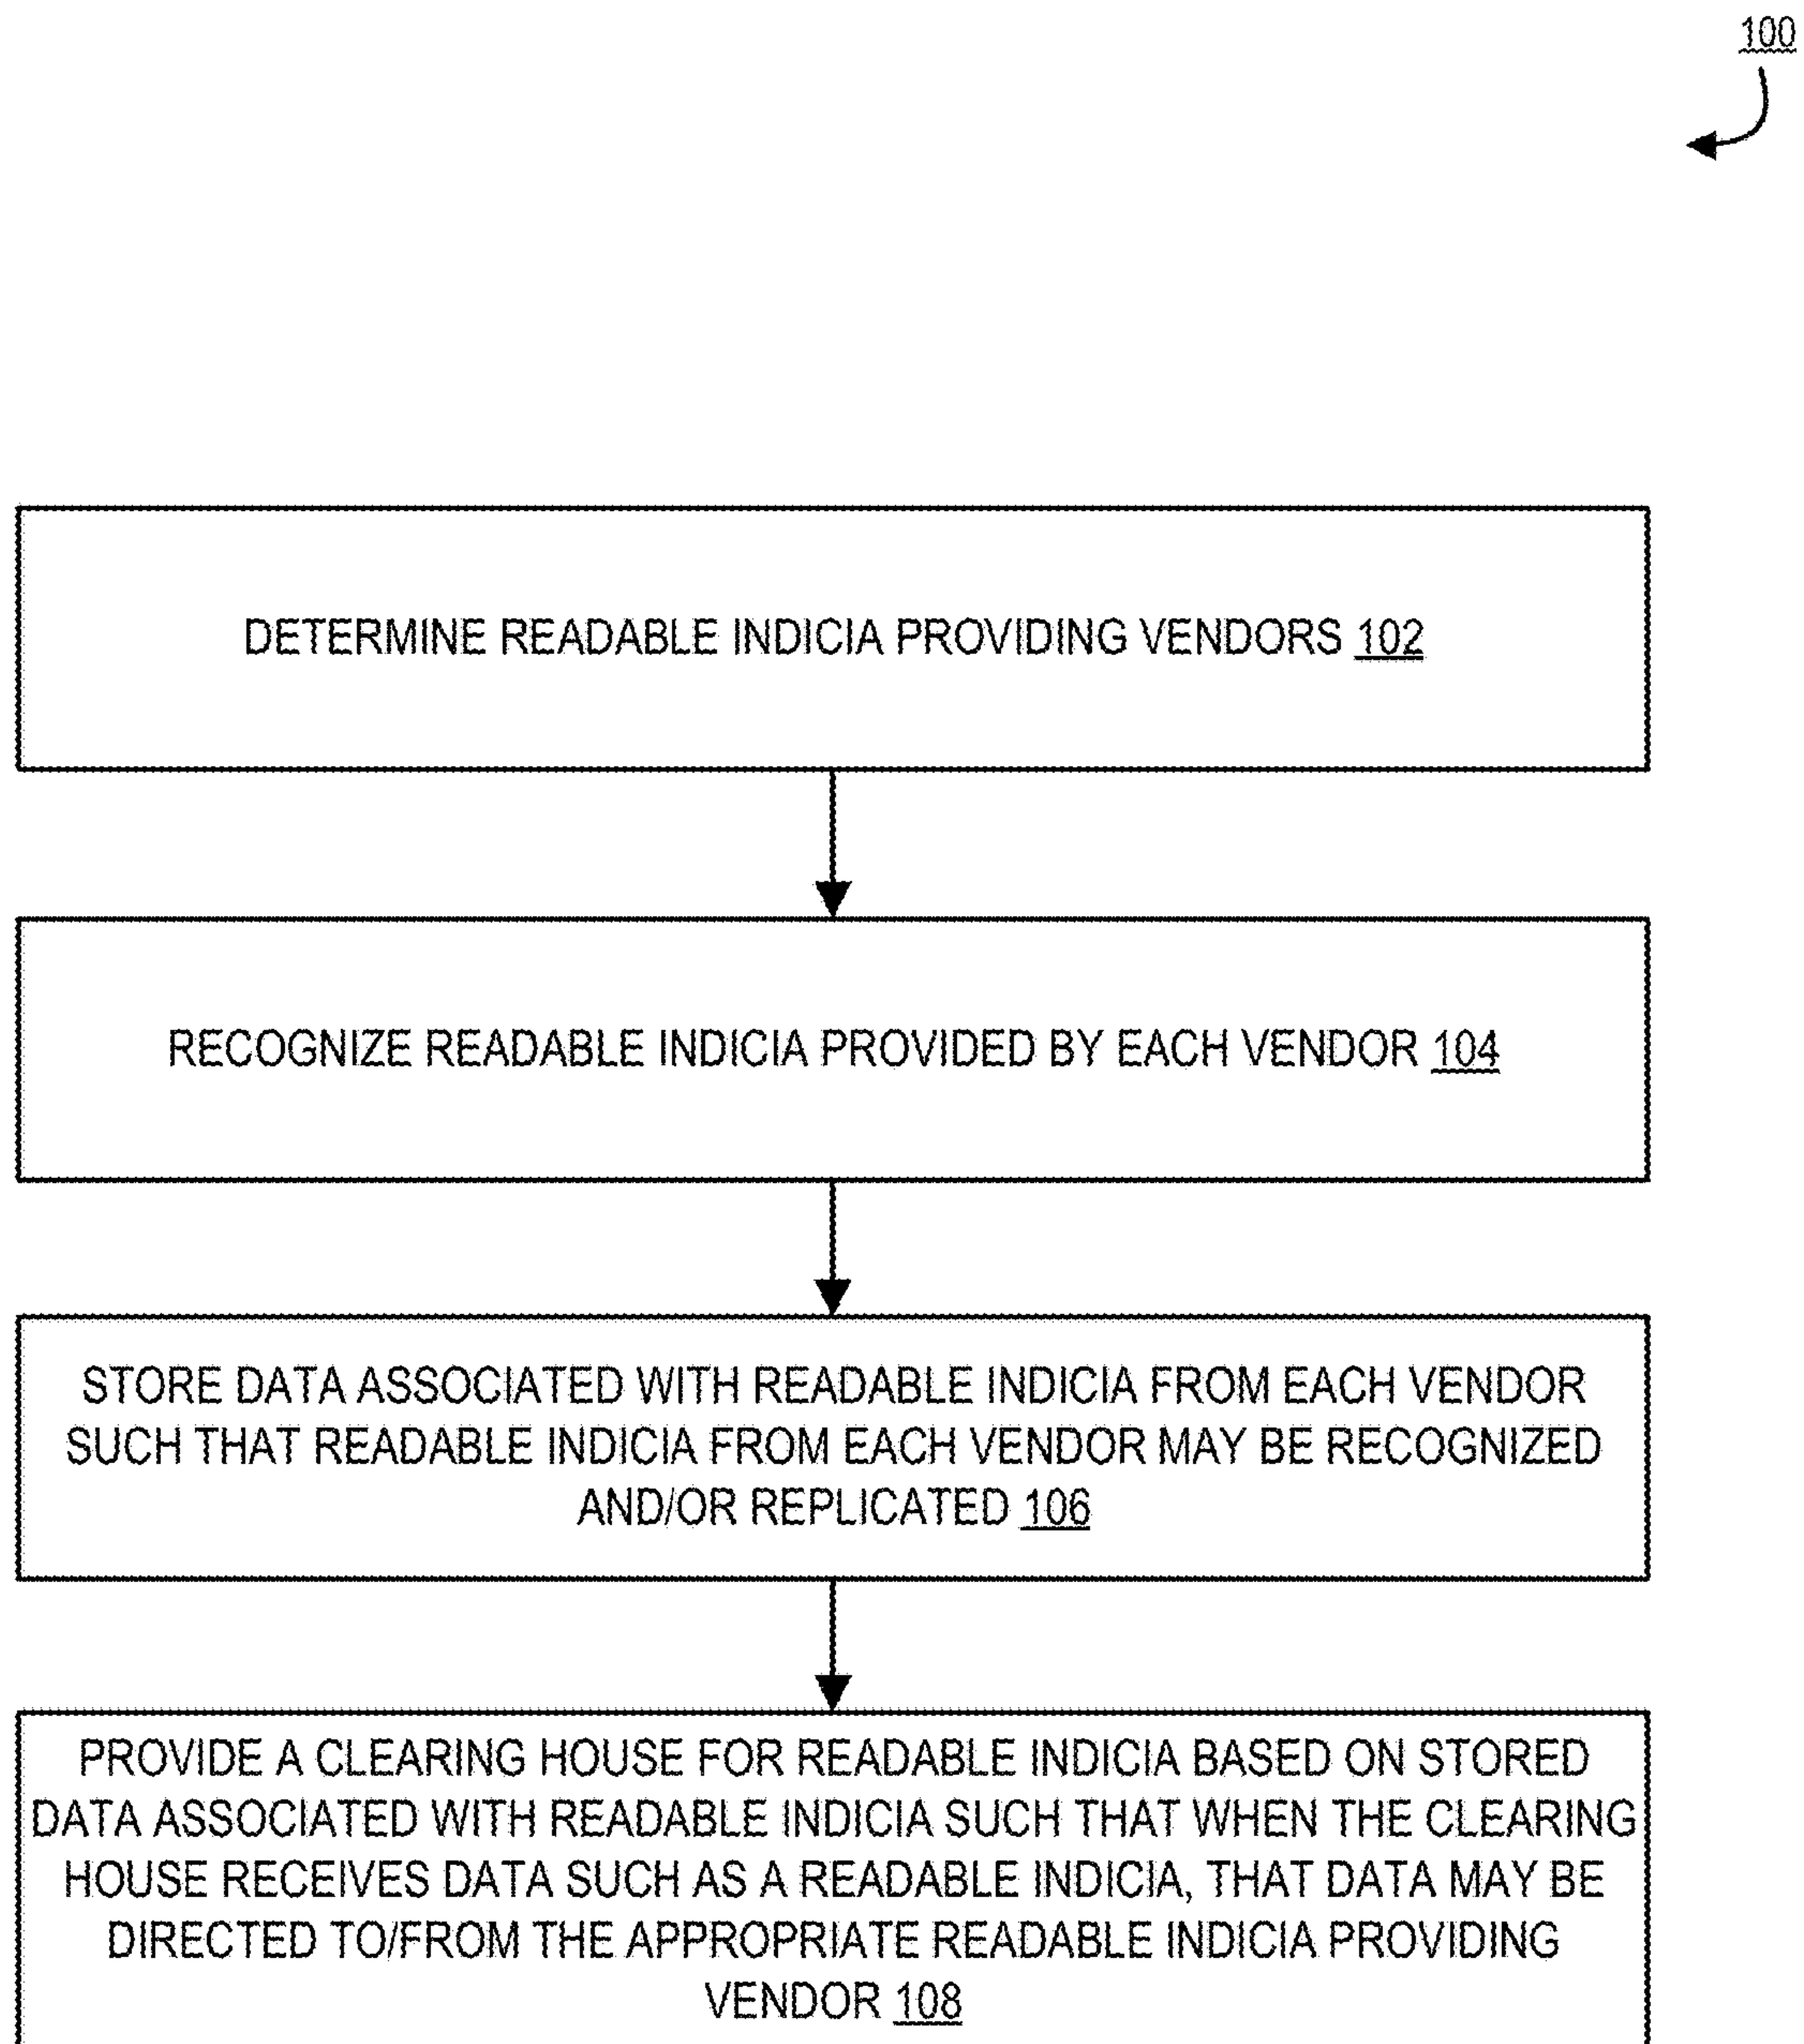 100
DETERMINE READABLE INDICIA PROVIDING VENDORS 102
RECOGNIZE READABLE INDICIA PROVIDED BY EACH VENDOR 104
STORE DATA ASSOCIATED WITH READABLE INDICIA FROM EACH VENDOR
SUCH THAT READABLE INDICIA FROM EACH VENDOR MAY BE RECOGNIZED
AND/OR REPLICATED 106
PROVIDE A CLEARING HOUSE FOR READABLE INDICIA BASED ON STORED
DATA ASSOCIATED WITH READABLE INDICIA SUCH THAT WHEN THE CLEARING
HOUSE RECEIVES DATA SUCH AS A READABLE INDICIA, THAT DATA MAY BE
DIRECTED TO/FROM THE APPROPRIATE READABLE INDICIA PROVIDING
VENDOR 108